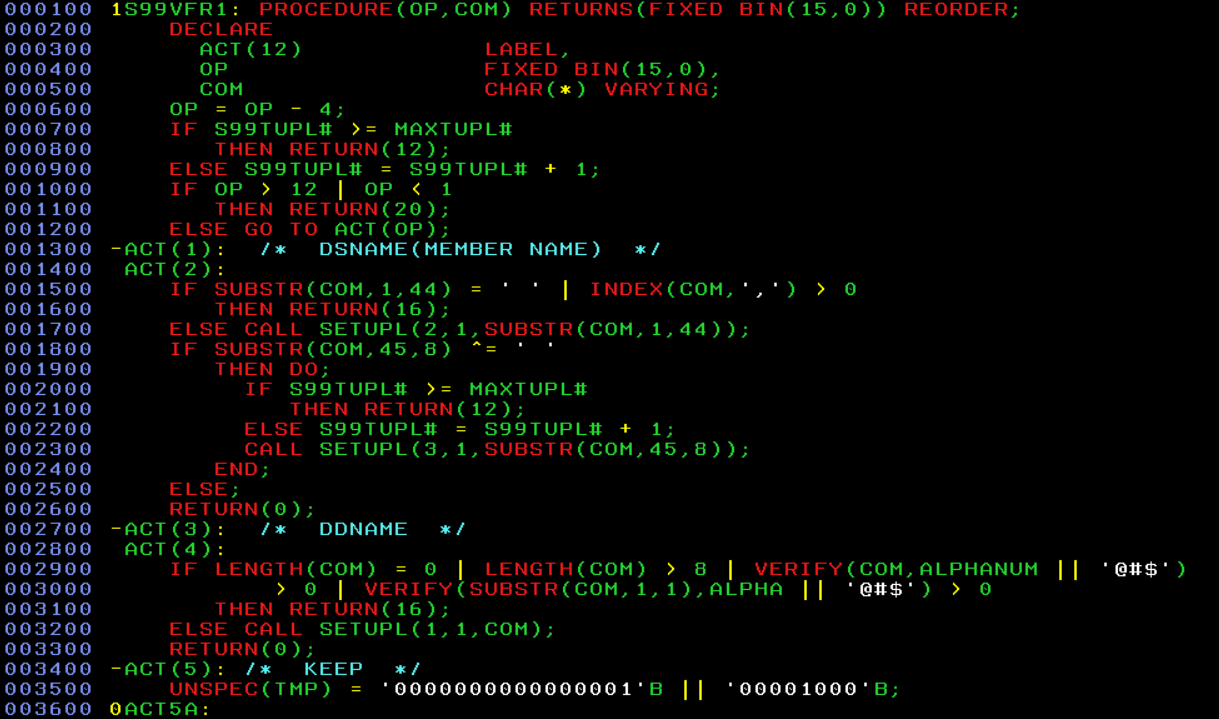 000100 1S99VFR1: PROCEDURE(OP,COM) RETURNS(FIXED BIN(15,0)) REORDER;
000200     DECLARE
000300       ACT(12)            LABEL,
000400       OP                 FIXED BIN(15,0),
000500       COM                CHAR(*) VARYING;
000600     OP = OP - 4;
000700     IF S99TUPL# >= MAXTUPL#
000800        THEN RETURN(12);
000900     ELSE S99TUPL# = S99TUPL# + 1;
001000     IF OP > 12 | OP < 1
001100        THEN RETURN(20);
001200     ELSE GO TO ACT(OP);
001300 -ACT(1):  /*  DSNAME(MEMBER NAME)  */
001400  ACT(2):
001500     IF SUBSTR(COM,1,44) = ' ' | INDEX(COM,',') > 0
001600        THEN RETURN(16);
001700     ELSE CALL SETUPL(2,1,SUBSTR(COM,1,44));
001800     IF SUBSTR(COM,45,8) ^= ' '
001900        THEN DO;
002000          IF S99TUPL# >= MAXTUPL#
002100             THEN RETURN(12);
002200          ELSE S99TUPL# = S99TUPL# + 1;
002300          CALL SETUPL(3,1,SUBSTR(COM,45,8));
002400        END;
002500     ELSE;
002600     RETURN(0);
002700 -ACT(3):  /*  DDNAME  */
002800  ACT(4):
002900     IF LENGTH(COM) = 0 | LENGTH(COM) > 8 | VERIFY(COM,ALPHANUM || '@#$')
003000            > 0 | VERIFY(SUBSTR(COM,1,1),ALPHA || '@#$') > 0
003100        THEN RETURN(16);
003200     ELSE CALL SETUPL(1,1,COM);
003300     RETURN(0);
003400 -ACT(5): /*  KEEP  */
003500     UNSPEC(TMP) = '0000000000000001'B || '00001000'B;
003600 0ACT5A: